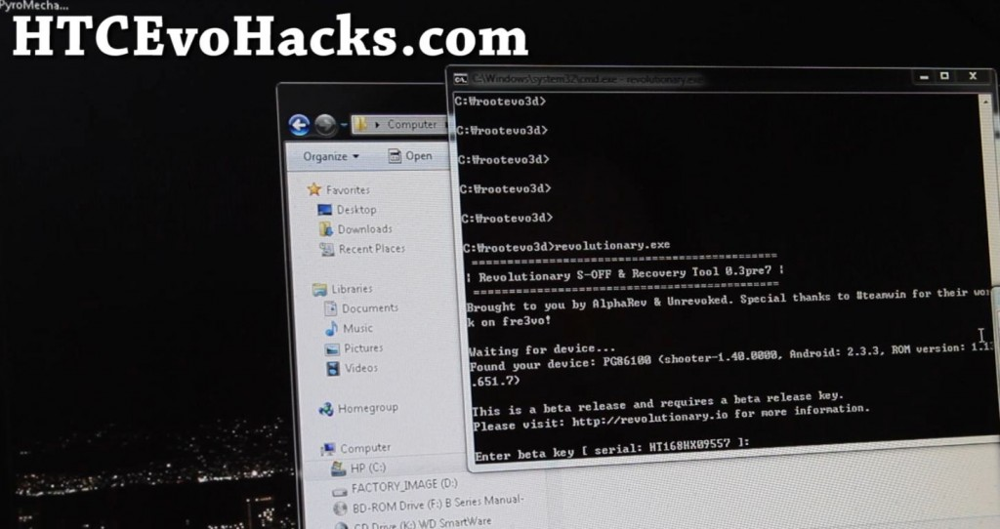 PyroMecha...
HTCEvoHacks.com
C:\Windows\system32\cmd.exe - revolutionary.exe
C:₩rootevo3d>
C:₩rootevo3d>
C:₩rootevo3d>
C:₩rootevo3d>
C:₩rootevo3d>
C:₩rootevo3d>revolutionary.exe
==========================================
| Revolutionary S-OFF & Recovery Tool 0.3pre7 |
==========================================
Brought to you by AlphaRev & Unrevoked. Special thanks to #teamwin for their wor
k on fre3vo!
Waiting for device...
Found your device: PG86100 (shooter-1.40.0000, Android: 2.3.3, ROM version: 1.13
.651.7)
This is a beta release and requires a beta release key.
Please visit: http://revolutionary.io for more information.
Enter beta key [ serial: HT168HX09557 ]:
Computer
Organize
Open
Favorites
Desktop
Downloads
Recent Places
Libraries
Documents
Music
Pictures
Videos
Homegroup
Computer
HP (C:)
FACTORY_IMAGE (D:)
BD-ROM Drive (F:) B Series Manual-
CD Drive (K:) WD SmartWare